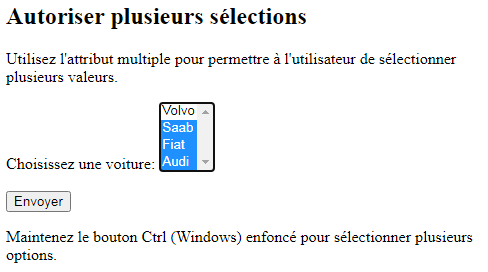 Autoriser plusieurs sélections
Utilisez l'attribut multiple pour permettre à l'utilisateur de sélectionner
plusieurs valeurs.
Volvo
Saab
Fiat
Choisissez une voiture: Audi
Envoyer
Maintenez le bouton Ctrl (Windows) enfoncé pour sélectionner plusieurs
options.